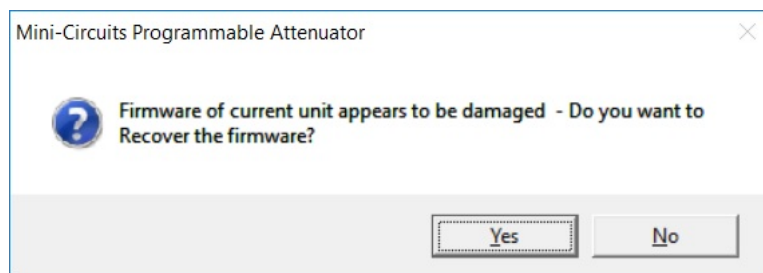 Mini-Circuits Programmable Attenuator
Firmware of current unit appears to be damaged - Do you want to
Recover the firmware?
Yes
No